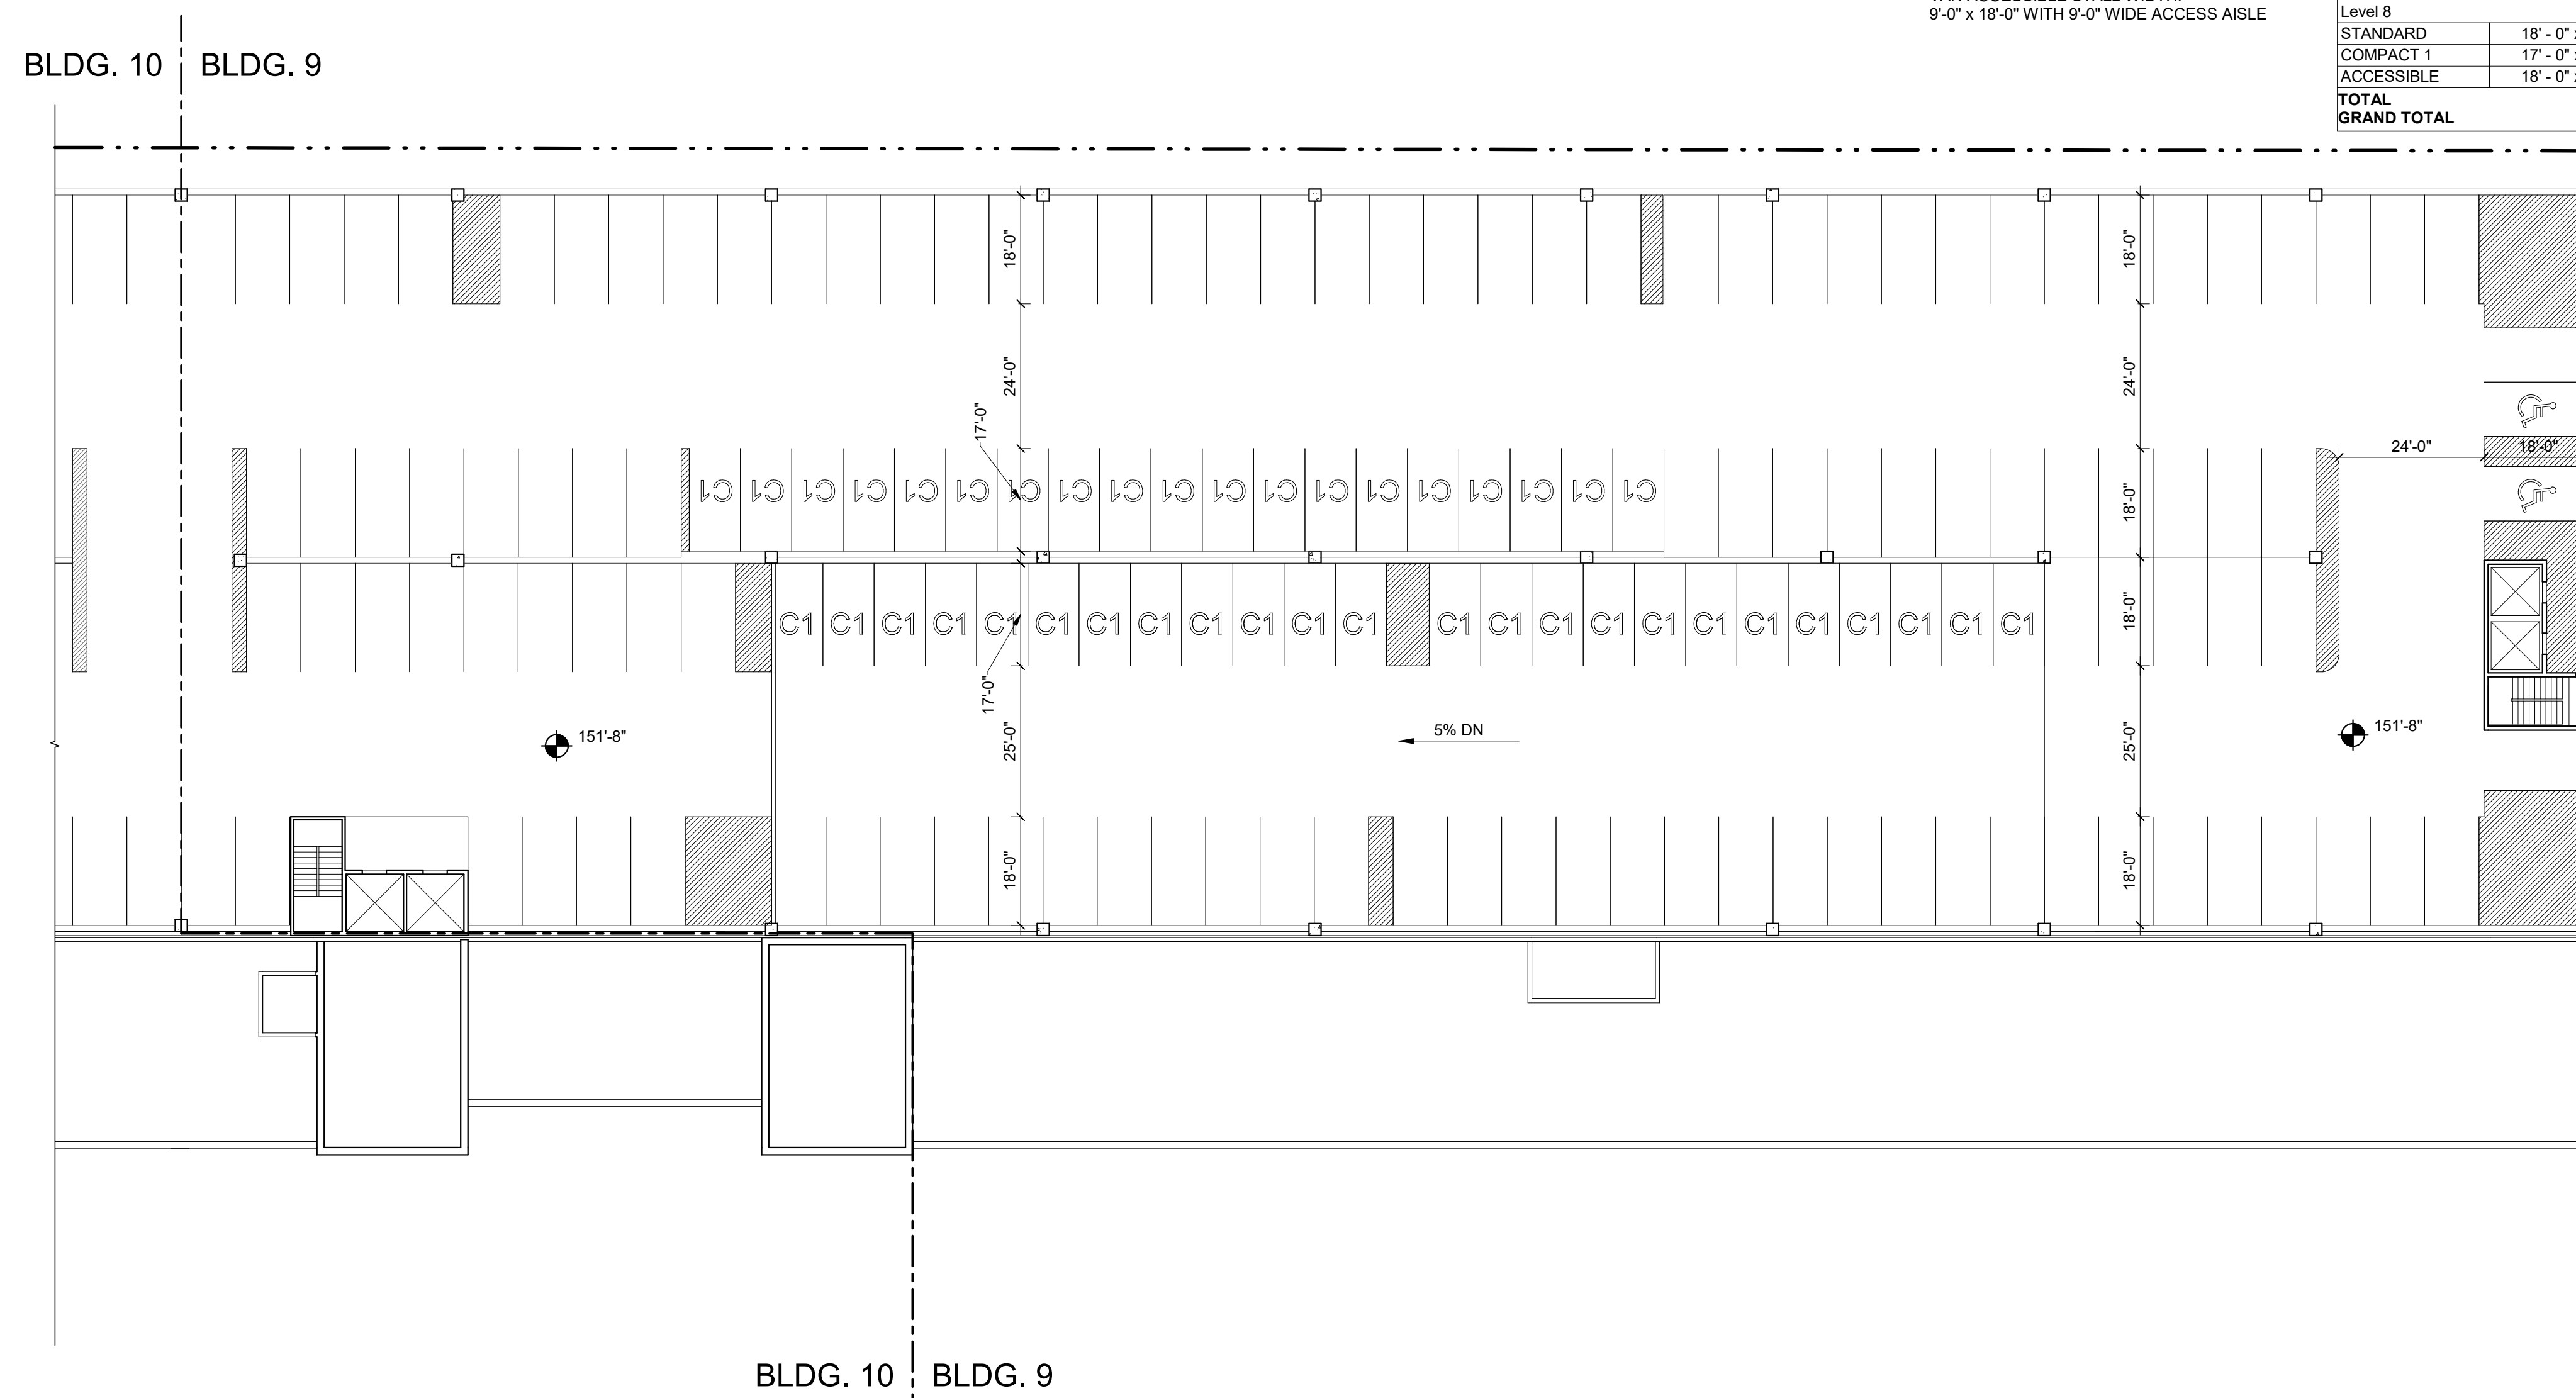 VAN ACCESSIBLE STALL WIDTH:
9'-0" x 18'-0" WITH 9'-0" WIDE ACCESS AISLE
Level 8
STANDARD 18' - 0" x
COMPACT 1 17' - 0" x
ACCESSIBLE 18' - 0" x
TOTAL
GRAND TOTAL
BLDG. 10 BLDG. 9
18'-0" 18'-0"
24'-0" 24'-0"
17'-0"
24'-0" 18'-0"
C1 C1 C1 C1 C1 C1 C1 C1 C1 C1 C1 C1 C1 C1 C1 C1 C1 C1 C1
18'-0"
C1 C1 C1 C1 C1 C1 C1 C1 C1 C1 C1 C1 C1 C1 C1 C1 C1 C1 C1 C1 C1 C1 C1 C1
18'-0"
17'-0"
151'-8" 25'-0" 5% DN 25'-0" 151'-8"
18'-0" 18'-0"
BLDG. 10 BLDG. 9